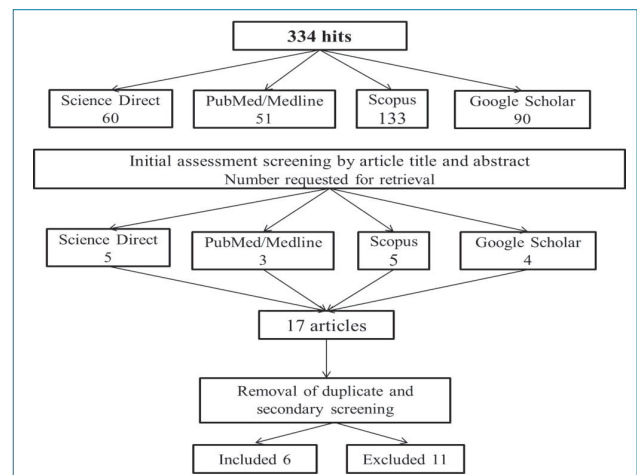 334 hits
Science Direct
60
PubMed/Medline
51
Scopus
133
Google Scholar
90
Initial assessment screening by article title and abstract
Number requested for retrieval
Science Direct
5
PubMed/Medline
3
Scopus
5
Google Scholar
4
17 articles
Removal of duplicate and
secondary screening
Included 6
Excluded 11